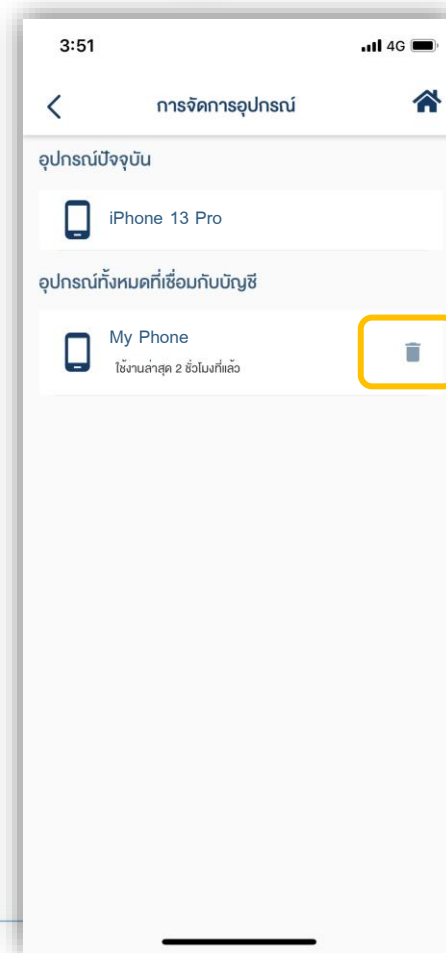 3:51
4G
การจัดการอุปกรณ์
อุปกรณ์ปัจจุบัน
iPhone 13 Pro
อุปกรณ์ทั้งหมดที่เชื่อมกับบัญชี
My Phone
ใช้งานล่าสุด 2 ชั่วโมงที่แล้ว